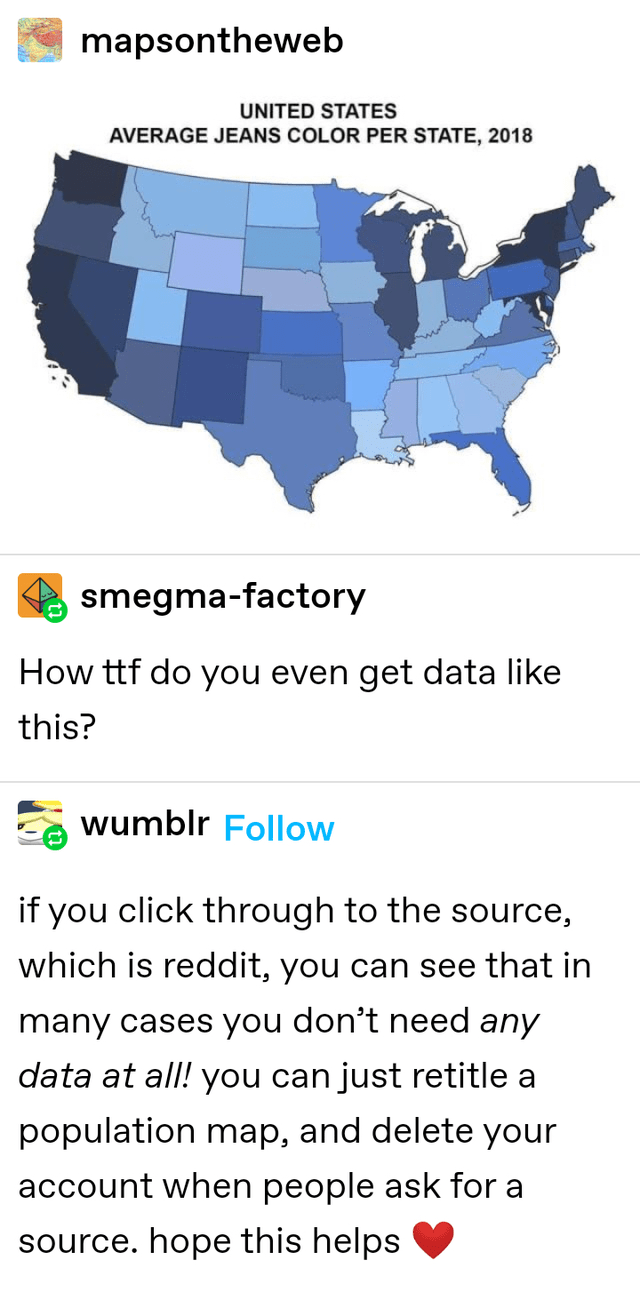 mapsontheweb
UNITED STATES
AVERAGE JEANS COLOR PER STATE, 2018
smegma-factory
How ttf do you even get data like
this?
wumblr Follow
if you click through to the source,
which is reddit, you can see that in
many cases you don’t need any
data at all! you can just retitle a
population map, and delete your
account when people ask for a
source. hope this helps ❤️